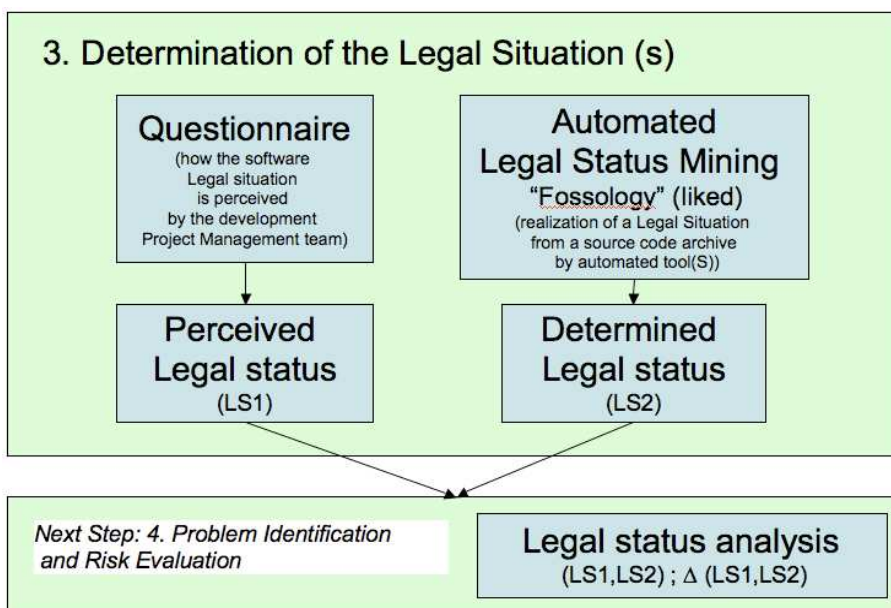 3. Determination of the Legal Situation (s)
Questionnaire
(how the software
Legal situation
is perceived
by the development
Project Management team)
Automated
Legal Status Mining
“Fossology” (liked)
(realization of a Legal Situation
from a source code archive
by automated tool(S))
Perceived
Legal status
(LS1)
Determined
Legal status
(LS2)
Next Step: 4. Problem Identification
and Risk Evaluation
Legal status analysis
(LS1,LS2) ; Δ (LS1,LS2)